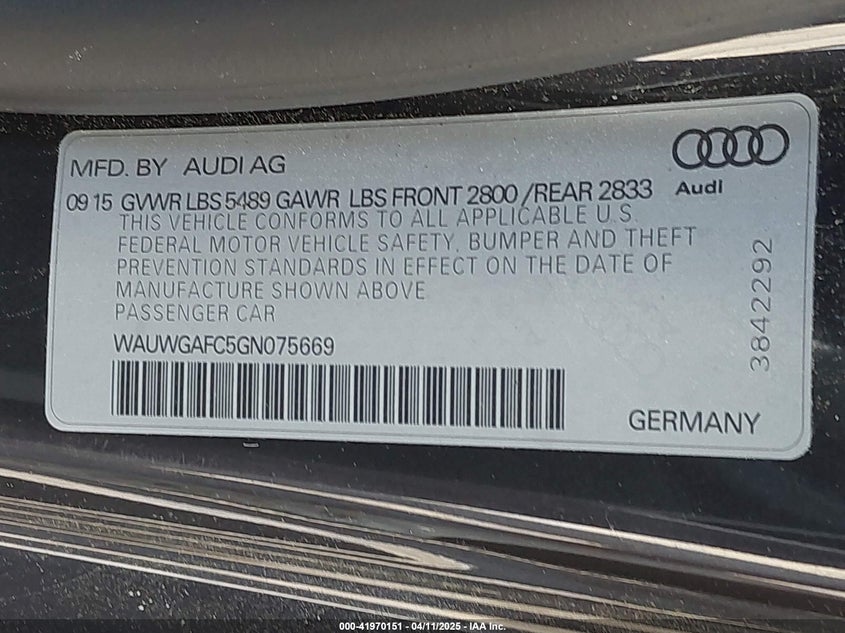 MFD. BY AUDI AG
Audi
09 15 GVWR LBS 5489 GAWR LBS FRONT 2800 /REAR 2833
THIS VEHICLE CONFORMS TO ALL APPLICABLE U.S.
FEDERAL MOTOR VEHICLE SAFETY, BUMPER AND THEFT
PREVENTION STANDARDS IN EFFECT ON THE DATE OF
MANUFACTURE SHOWN ABOVE
PASSENGER CAR
WAUWGAFC5GN075669
3842292
GERMANY
000-41970151 - 04/11/2025 - IAA Inc.